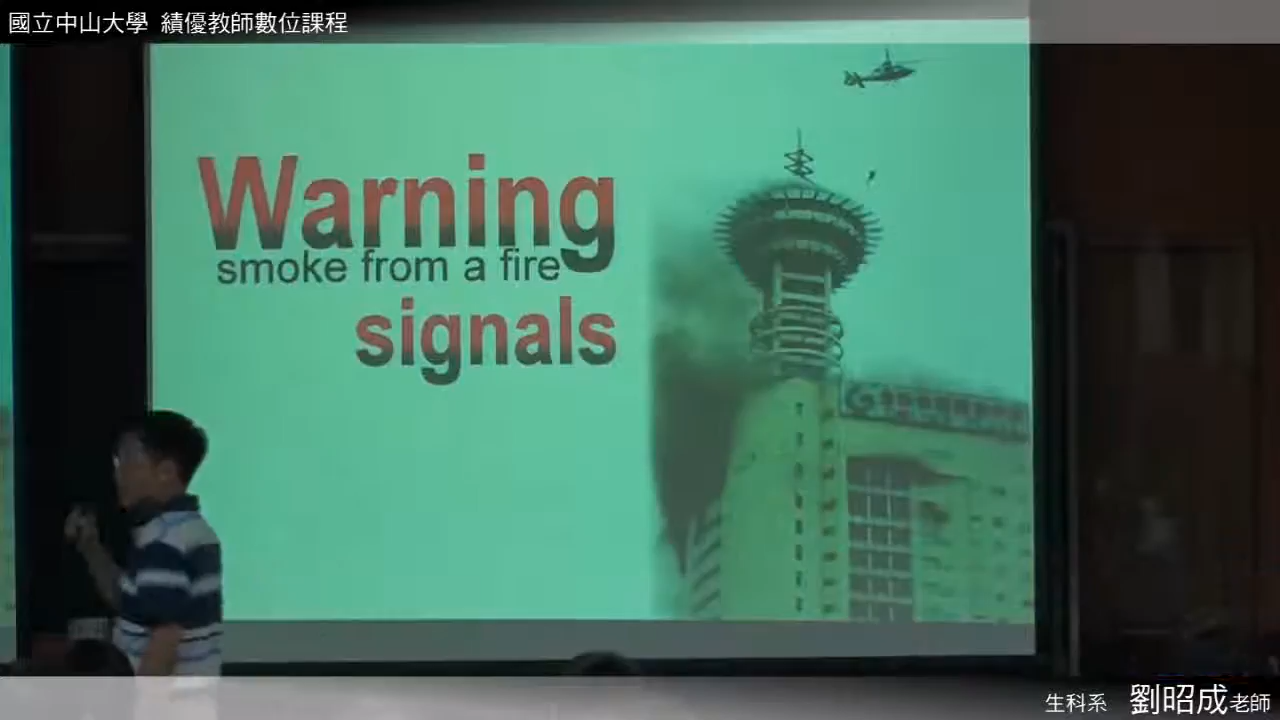 國立中山大學 績優教師數位課程
Warning
smoke from a fire
signals
生科系 劉昭成老師